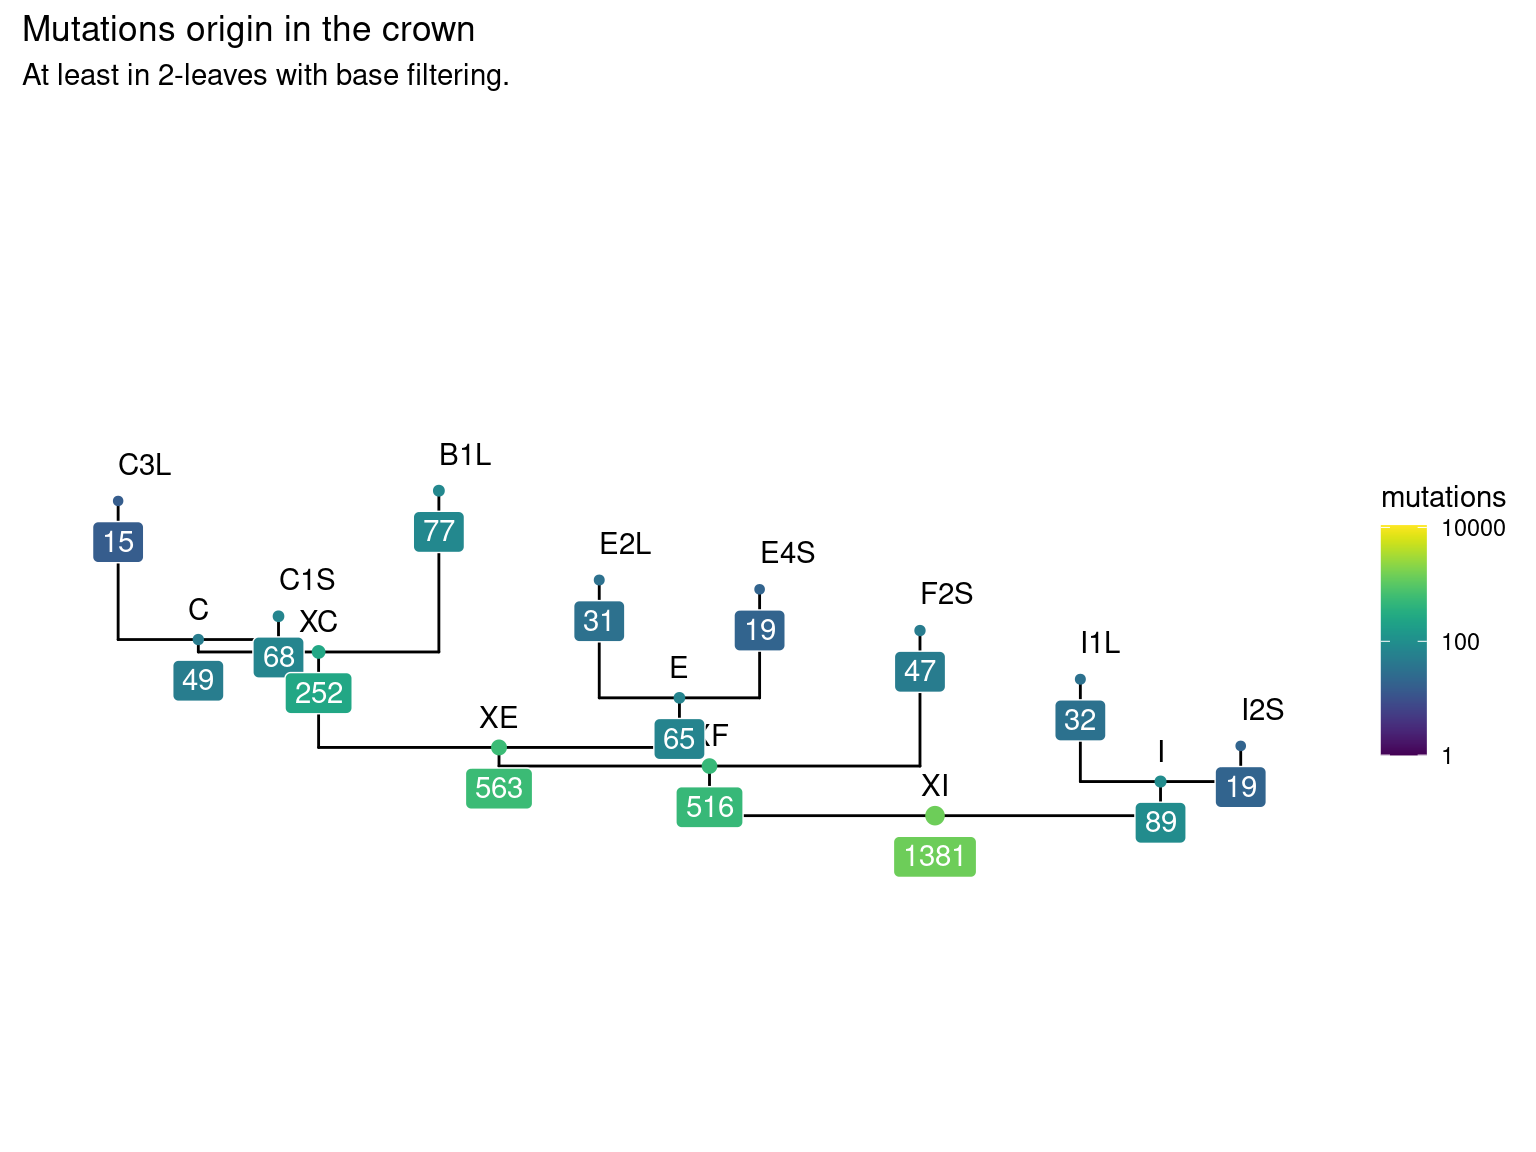 Mutations origin in the crown
At least in 2-leaves with base filtering.
B1L
C3L
mutations
10000
77
15
E2L
E4S
C1S
F2S
C
XC
31
19
I1L
100
68
E
47
49
252
I2S
XE
32
65
F
I
1
563
XI
19
516
89
1381